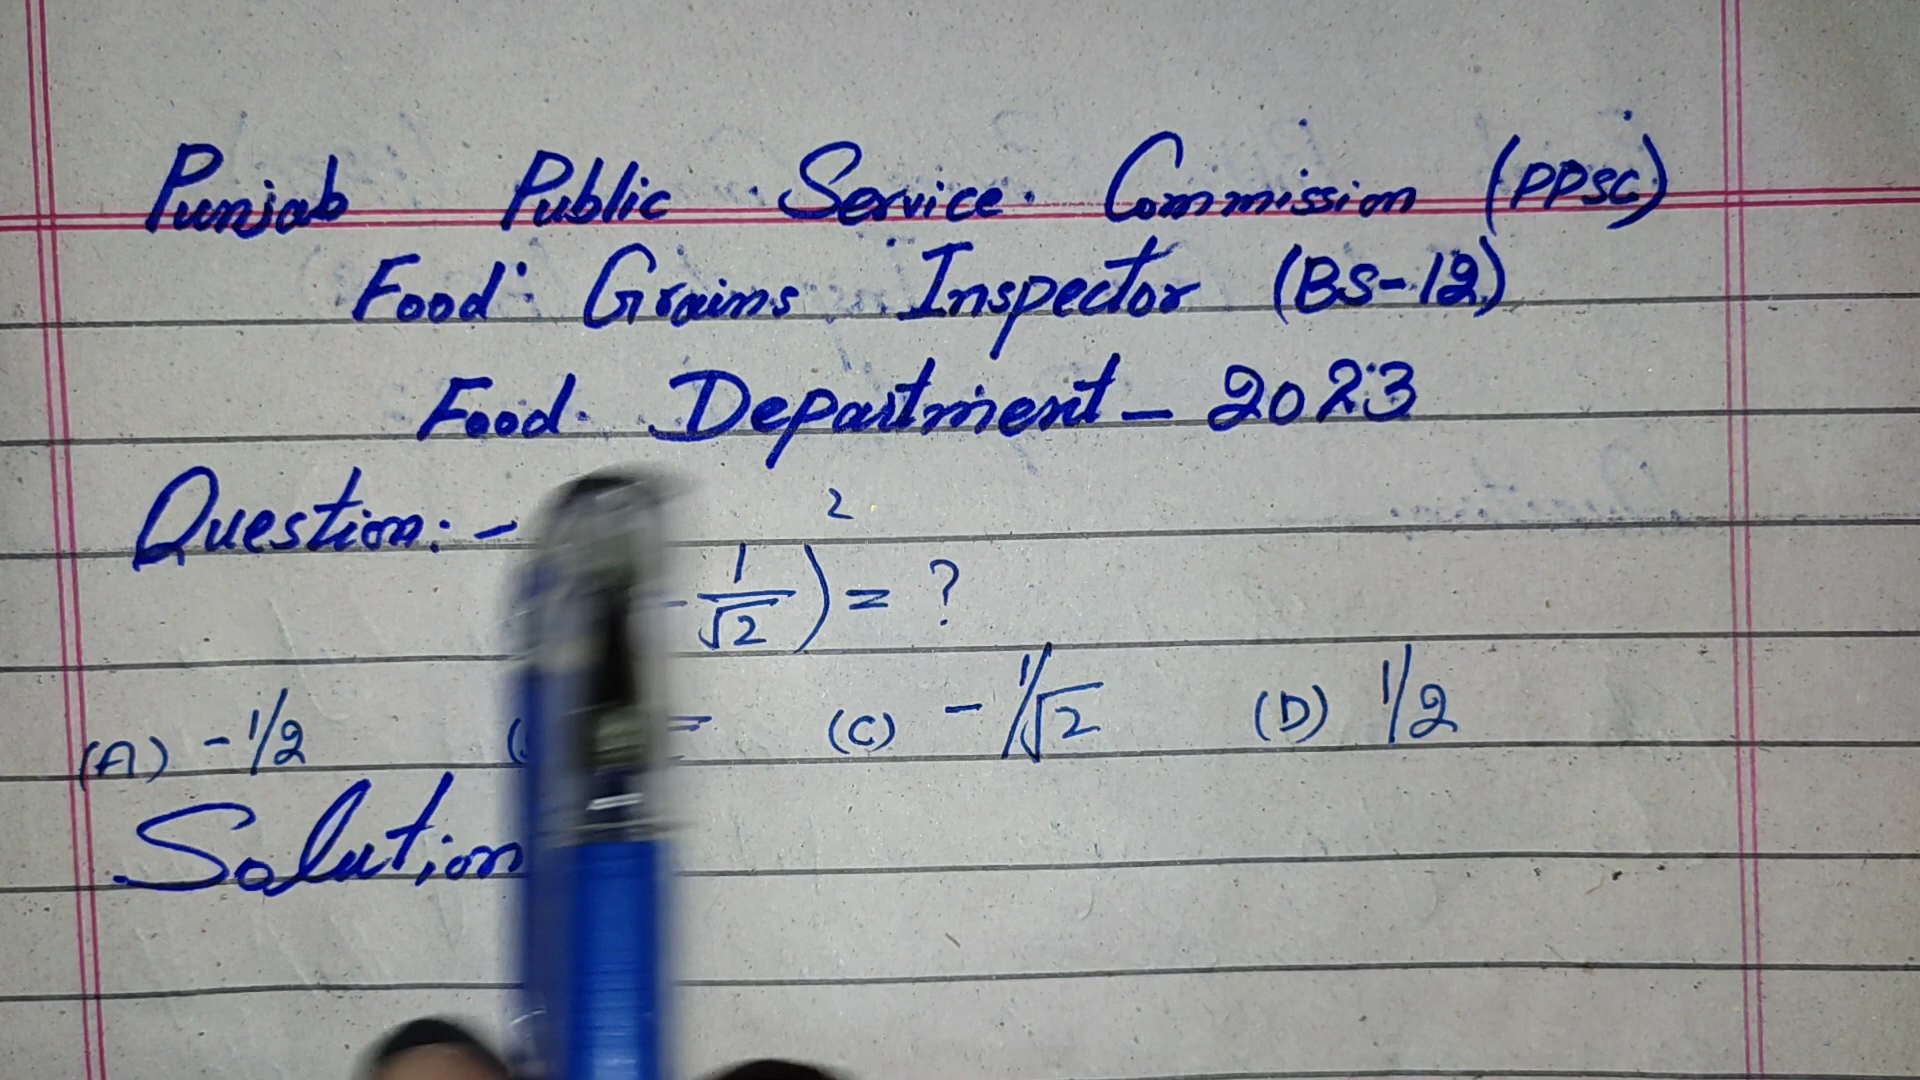 Punjab Public Service Commission (PPSC)
Food Grains Inspector (BS-12)
Food Department - 2023
Question:-
- 1/√2)² = ?
(A) -1/2 (C) - 1/√2 (D) 1/2
Solution